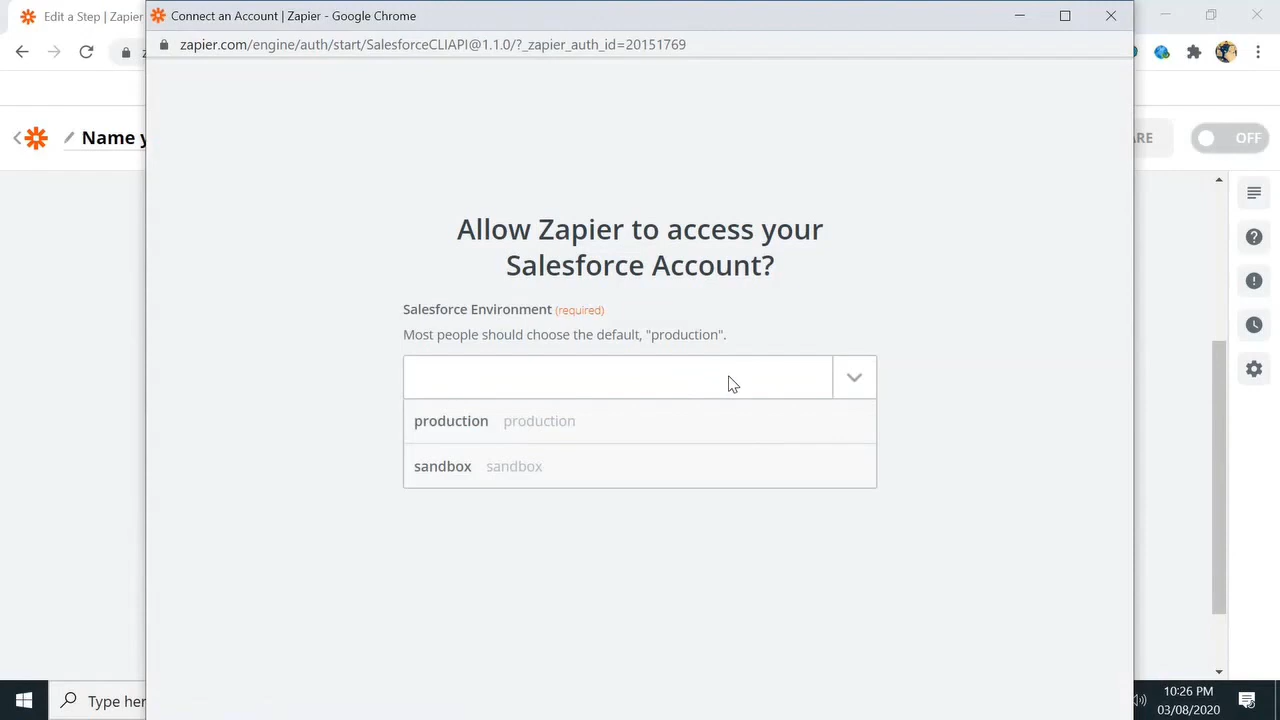 Edit a Step | Zapier
Connect an Account | Zapier - Google Chrome
zapier.com/engine/auth/start/SalesforceCLIAPI@1.1.0/?_zapier_auth_id=20151769
Name y
ARE
OFF
Allow Zapier to access your
Salesforce Account?
Salesforce Environment (required)
Most people should choose the default, "production".
production production
sandbox sandbox
Type her
10:26 PM
03/08/2020